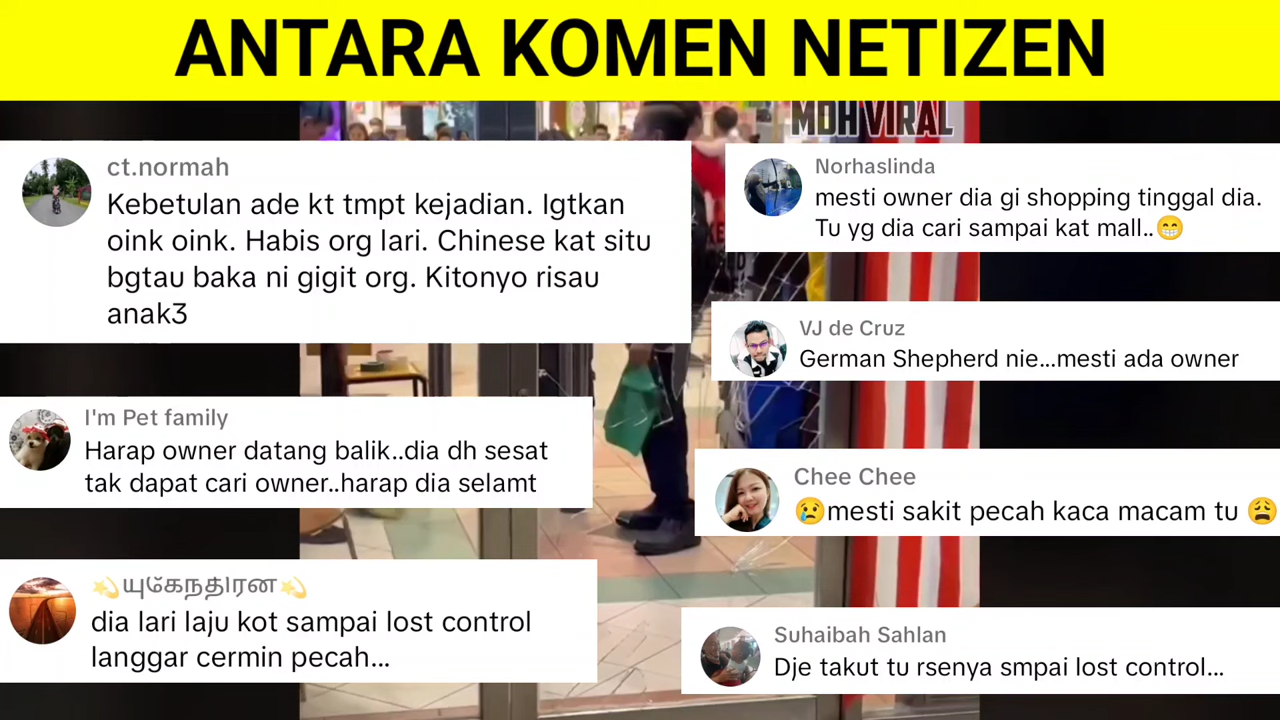 ANTARA KOMEN NETIZEN
MDH VIRAL
ct.normah
Kebetulan ade kt tmpt kejadian. Igtkan
oink oink. Habis org lari. Chinese kat situ
bgtau baka ni gigit org. Kitonyo risau
anak3
I'm Pet family
Harap owner datang balik..dia dh sesat
tak dapat cari owner..harap dia selamt
💫யுகேந்திரன💫
dia lari laju kot sampai lost control
langgar cermin pecah...
Norhaslinda
mesti owner dia gi shopping tinggal dia.
Tu yg dia cari sampai kat mall..😁
VJ de Cruz
German Shepherd nie...mesti ada owner
Chee Chee
😢mesti sakit pecah kaca macam tu 😩
Suhaibah Sahlan
Dje takut tu rsenya smpai lost control...